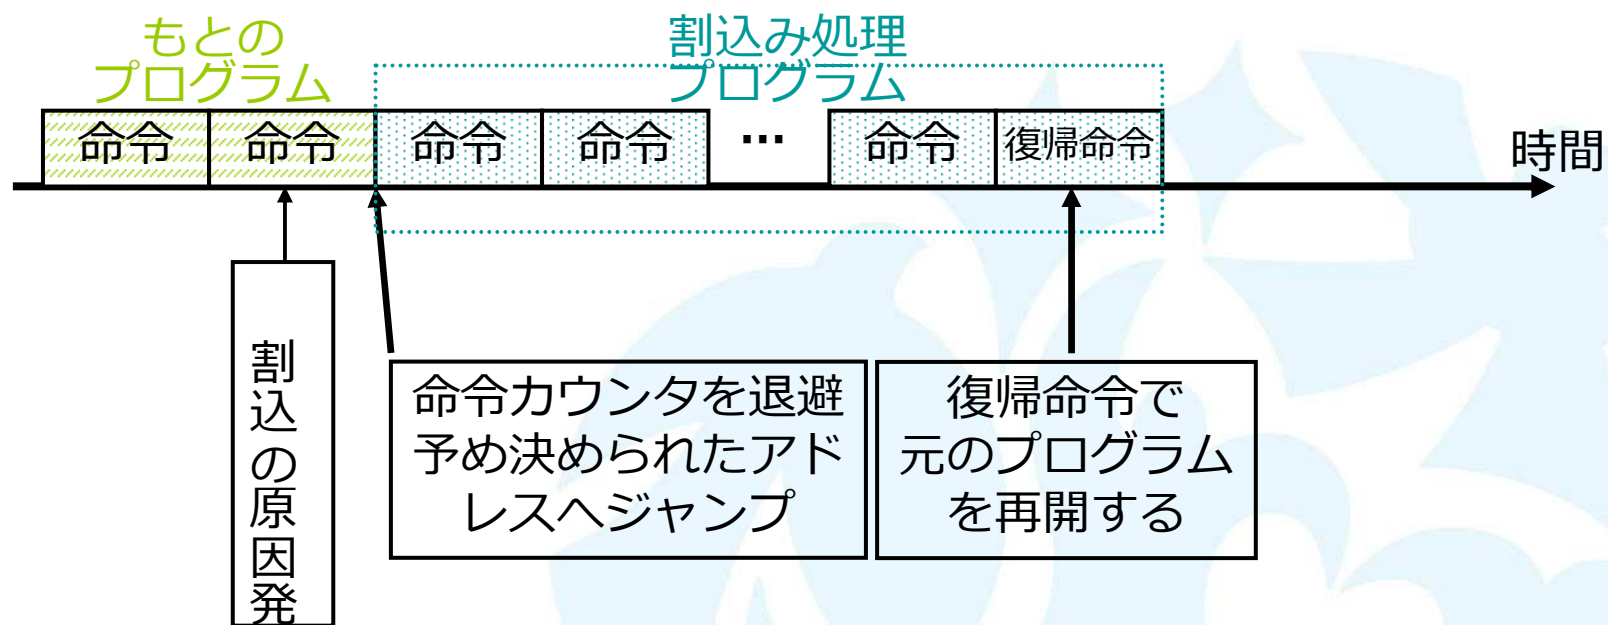 もとの
プログラム
割込み処理
プログラム
命令
命令
命令
命令
…
命令
復帰命令
時間
割込の原因発
命令カウンタを退避
予め決められたアド
レスへジャンプ
復帰命令で
元のプログラム
を再開する